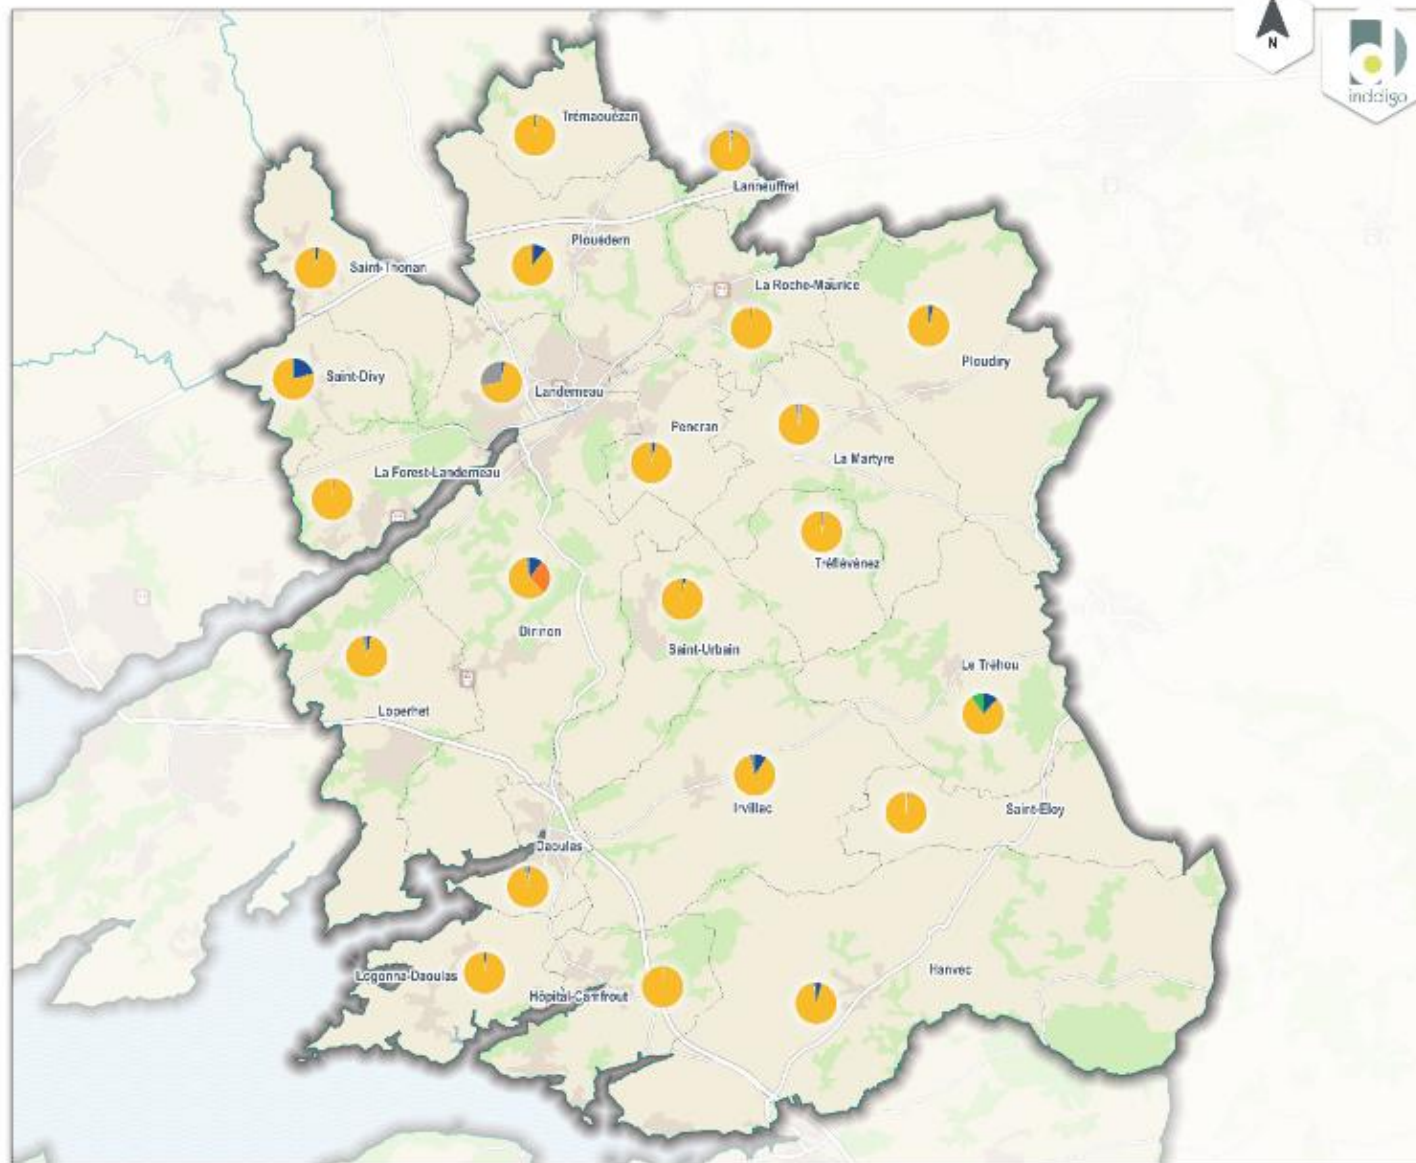 N
inddigo
Trémaouézan
Lanneuffret
Plouédern
Saint-Thonan
La Roche-Maurice
Ploudiry
Saint-Divy
Landerneau
Pencran
La Martyre
La Forest-Landerneau
Tréflévénez
Dirinon
Saint-Urbain
Le Tréhou
Loperhet
Irvillac
Saint-Eloy
Daoulas
Hanvec
Logonna-Daoulas
Hôpital-Camfrout